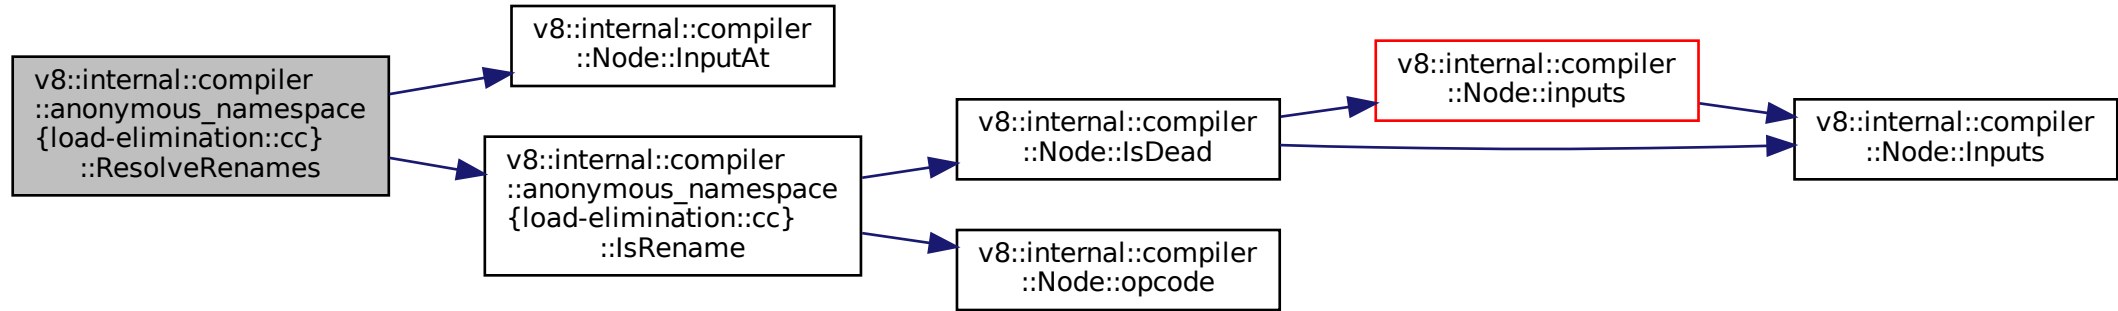 v8::internal::compiler
::anonymous_namespace
{load-elimination::cc}
::ResolveRenames
v8::internal::compiler
::Node::InputAt
v8::internal::compiler
::anonymous_namespace
{load-elimination::cc}
::IsRename
v8::internal::compiler
::Node::IsDead
v8::internal::compiler
::Node::opcode
v8::internal::compiler
::Node::inputs
v8::internal::compiler
::Node::Inputs